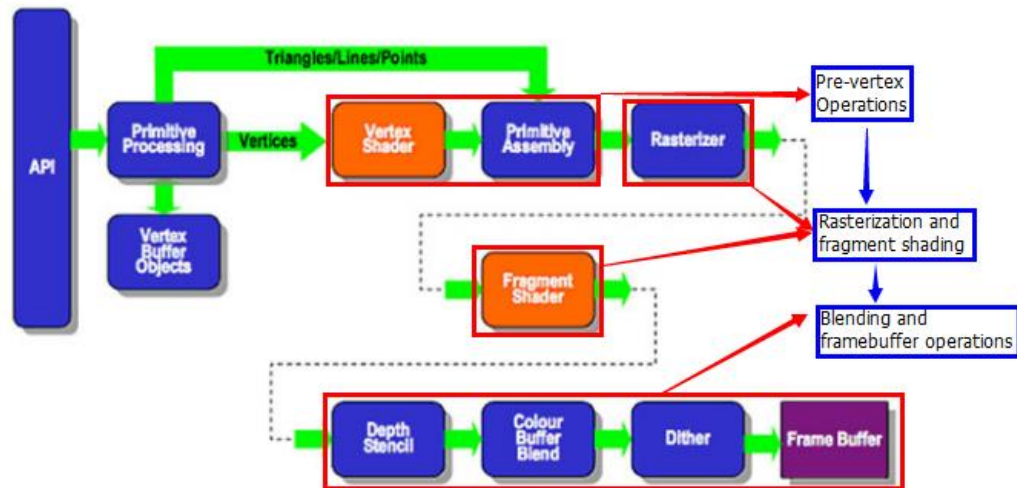 Triangles/Lines/Points
API
Primitive
Processing
Vertices
Vertex
Shader
Primitive
Assembly
Rasterizer
Pre-vertex
Operations
Vertex
Buffer
Objects
Rasterization and
fragment shading
Fragment
Shader
Blending and
framebuffer operations
Depth
Stencil
Colour
Buffer
Blend
Dither
Frame Buffer